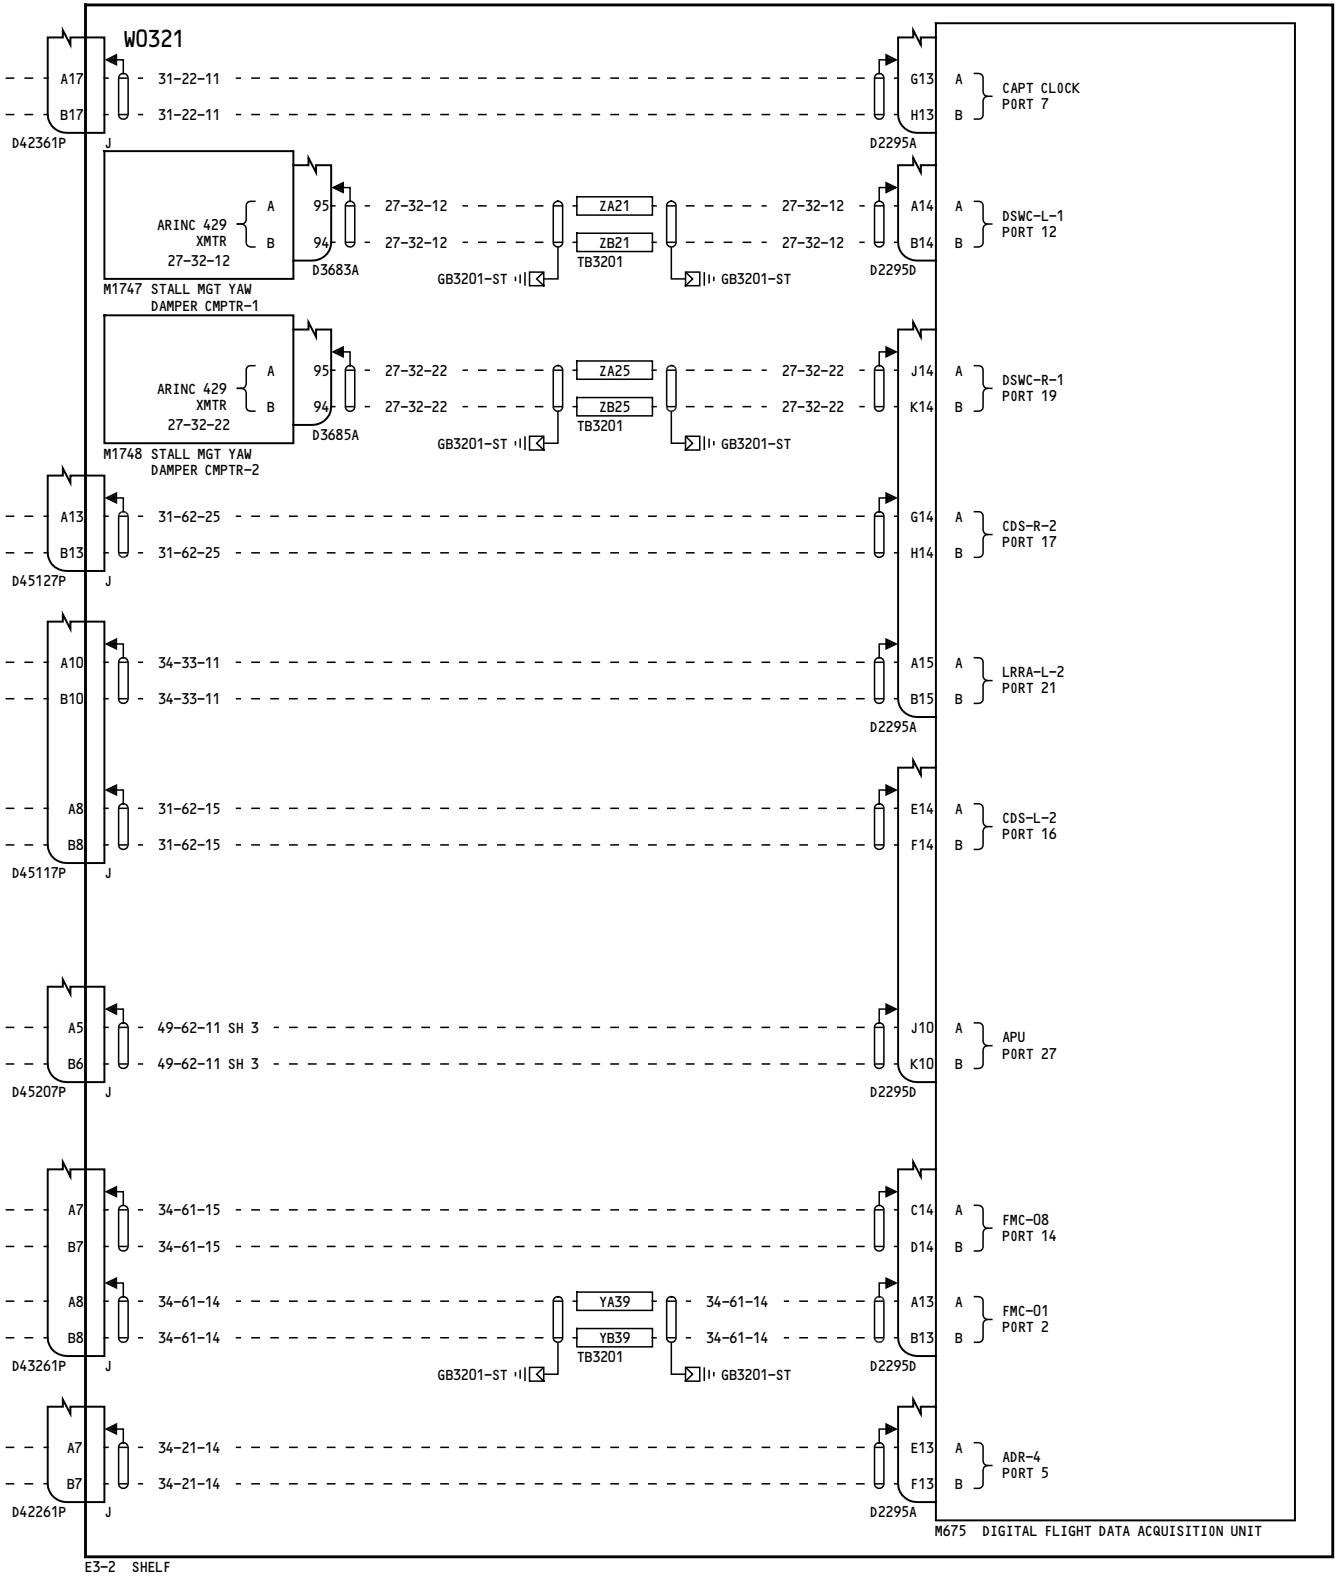 W0321
A17 31-22-11 G13 A
CAPT CLOCK
PORT 7
B17 31-22-11 H13 B
D42361P J D2295A
A 95 27-32-12 ZA21 27-32-12 A14 A
DSWC-L-1
ARINC 429
PORT 12
XMTR B 94 27-32-12 ZB21 27-32-12 B14 B
27-32-12 TB3201
D3683A D2295D
GB3201-ST GB3201-ST
M1747 STALL MGT YAW
DAMPER CMPTR-1
A 95 27-32-22 ZA25 27-32-22 J14 A
DSWC-R-1
ARINC 429
PORT 19
XMTR B 94 27-32-22 ZB25 27-32-22 K14 B
27-32-22 TB3201
D3685A
GB3201-ST GB3201-ST
M1748 STALL MGT YAW
DAMPER CMPTR-2
A13 31-62-25 G14 A
CDS-R-2
PORT 17
B13 31-62-25 H14 B
D45127P J
A10 34-33-11 A15 A
LRRA-L-2
PORT 21
B10 34-33-11 B15 B
D2295A
A8 31-62-15 E14 A
CDS-L-2
PORT 16
B8 31-62-15 F14 B
D45117P J
A5 49-62-11 SH 3 J10 A
APU
PORT 27
B6 49-62-11 SH 3 K10 B
D45207P J D2295D
A7 34-61-15 C14 A
FMC-08
PORT 14
B7 34-61-15 D14 B
A8 34-61-14 YA39 34-61-14 A13 A
FMC-01
PORT 2
B8 34-61-14 YB39 34-61-14 B13 B
TB3201
D43261P J D2295D
GB3201-ST GB3201-ST
A7 34-21-14 E13 A
ADR-4
PORT 5
B7 34-21-14 F13 B
D42261P J D2295A
M675 DIGITAL FLIGHT DATA ACQUISITION UNIT
E3-2 SHELF